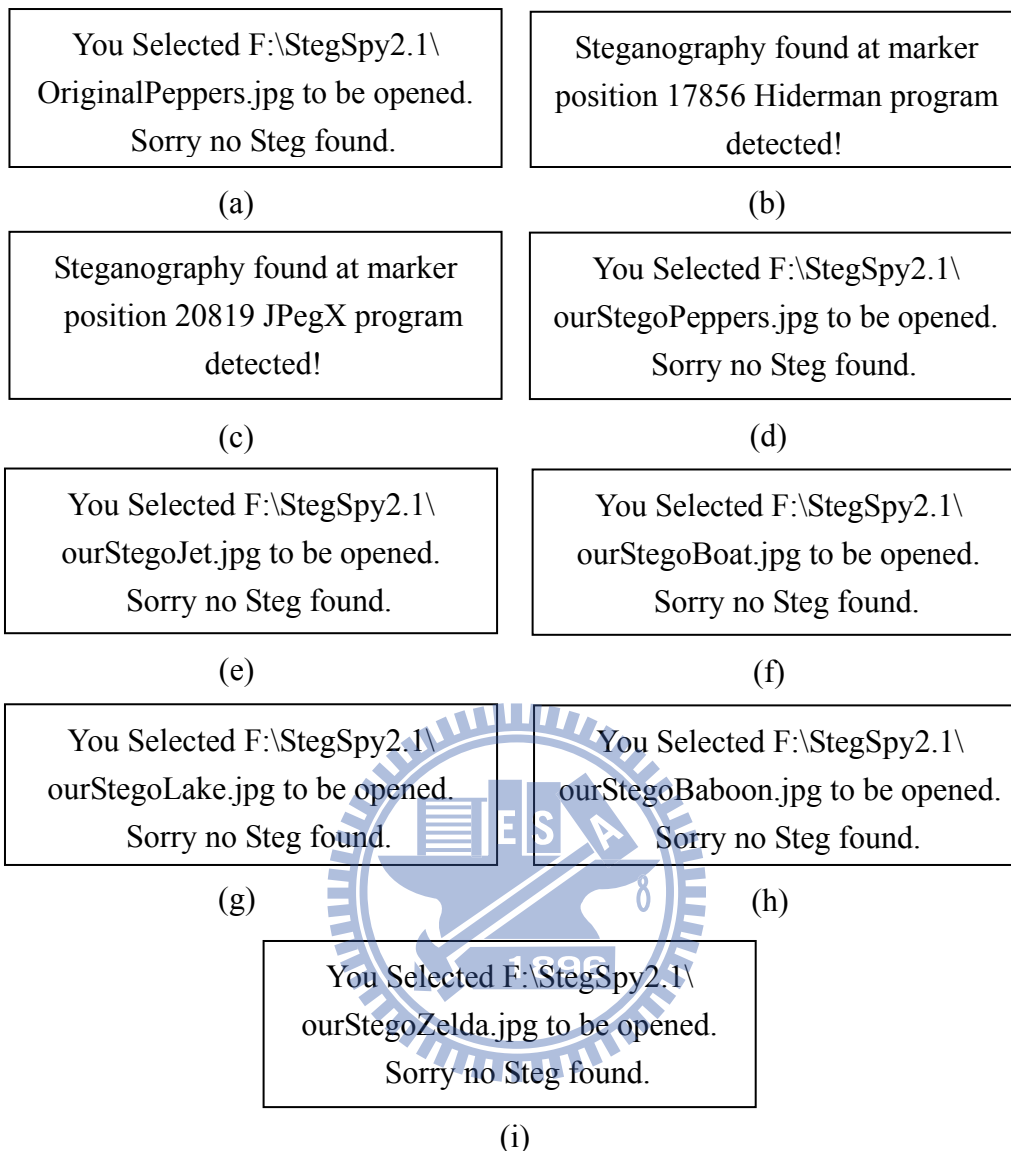 You Selected F:\StegSpy2.1\
OriginalPeppers.jpg to be opened.
Sorry no Steg found.
(a)
Steganography found at marker
position 17856 Hiderman program
detected!
(b)
Steganography found at marker
position 20819 JPegX program
detected!
(c)
You Selected F:\StegSpy2.1\
ourStegoPeppers.jpg to be opened.
Sorry no Steg found.
(d)
You Selected F:\StegSpy2.1\
ourStegoJet.jpg to be opened.
Sorry no Steg found.
(e)
You Selected F:\StegSpy2.1\
ourStegoBoat.jpg to be opened.
Sorry no Steg found.
(f)
You Selected F:\StegSpy2.1\
ourStegoLake.jpg to be opened.
Sorry no Steg found.
(g)
You Selected F:\StegSpy2.1\
ourStegoBaboon.jpg to be opened.
Sorry no Steg found.
(h)
E S A
1896
You Selected F:\StegSpy2.1\
ourStegoZelda.jpg to be opened.
Sorry no Steg found.
(i)